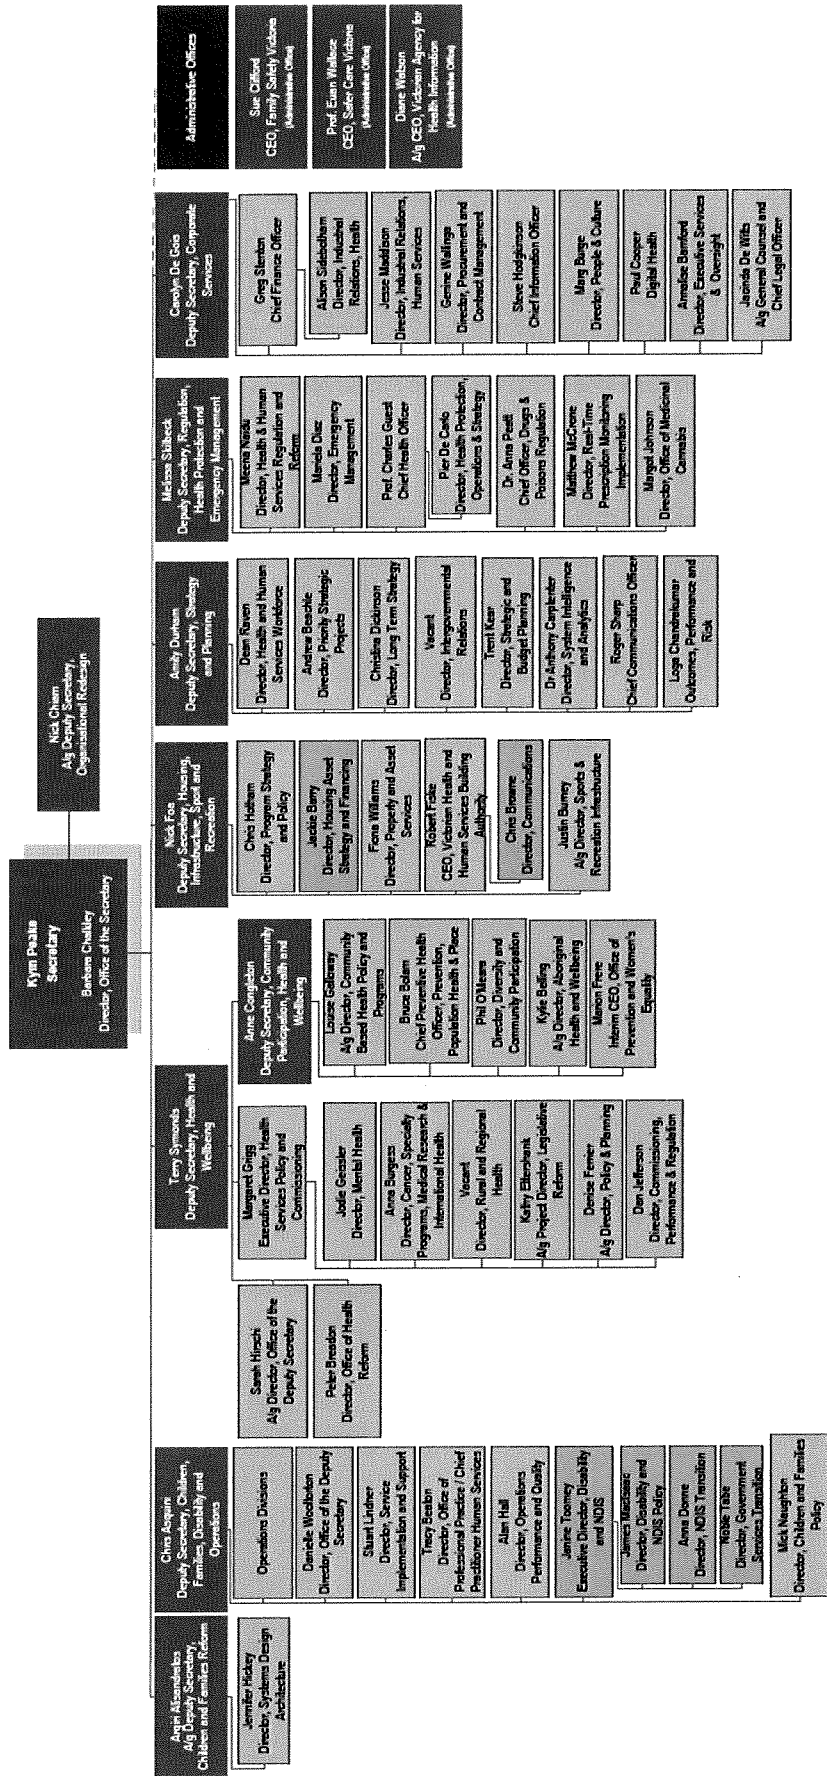 Kym Peake
Secretary
Barbara Chalkley
Director, Office of the Secretary
Nick Cham
A/g Deputy Secretary,
Organisational Redesign
Argiri Alisandratos
A/g Deputy Secretary,
Children and Families Reform
Jennifer Hickey
Director, Systems Design
Architecture
Chris Asquini
Deputy Secretary, Children,
Families, Disability and
Operations
Operations Divisions
Danielle Woolboton
Director, Office of the Deputy
Secretary
Stuart Lindner
Director, Service
Implementation and Support
Tracy Beaton
Director, Office of
Professional Practice / Chief
Practitioner Human Services
Alan Hall
Director, Operations
Performance and Quality
Janine Toomey
Executive Director, Disability
and NDIS
James MacIsaac
Director, Disability and
NDIS Policy
Anna Donne
Director, NDIS Transition
Noble Tabe
Director, Government
Services Transition
Mick Naughton
Director, Children and Families
Policy
Terry Symonds
Deputy Secretary, Health and
Wellbeing
Sarah Hirschi
A/g Director, Office of the
Deputy Secretary
Peter Breadon
Director, Office of Health
Reform
Margaret Grigg
Executive Director, Health
Services Policy and
Commissioning
Jodie Geissler
Director, Mental Health
Anna Burgess
Director, Cancer, Specialty
Programs, Medical Research &
International Health
Vacant
Director, Rural and Regional
Health
Kathy Ettershank
A/g Project Director, Legislative
Reform
Denise Ferrier
A/g Director, Policy & Planning
Dan Jefferson
Director, Commissioning,
Performance & Regulation
Anne Congleton
Deputy Secretary, Community
Participation, Health and
Wellbeing
Louise Galloway
A/g Director, Community
Based Health Policy and
Programs
Bruce Bolam
Chief Preventive Health
Officer, Prevention,
Population Health & Place
Phil O'Meara
Director, Diversity and
Community Participation
Kylie Belling
A/g Director, Aboriginal
Health and Wellbeing
Manon Frere
Interim CEO, Office of
Prevention and Women's
Equality
Nick Foa
Deputy Secretary, Housing,
Infrastructure, Sport and
Recreation
Chris Hotham
Director, Program Strategy
and Policy
Jackie Barry
Director, Housing Asset
Strategy and Financing
Fiona Williams
Director, Property and Asset
Services
Robert Fiske
CEO, Victorian Health and
Human Services Building
Authority
Chris Browne
Director, Communications
Justin Burney
A/g Director, Sports &
Recreation Infrastructure
Amity Durham
Deputy Secretary, Strategy
and Planning
Dean Raven
Director, Health and Human
Services Workforce
Andrew Beachie
Director, Priority Strategic
Projects
Christina Dickinson
Director, Long Term Strategy
Vacant
Director, Intergovernmental
Relations
Trent Kear
Director, Strategic and
Budget Planning
Dr Anthony Carpenter
Director, System Intelligence
and Analytics
Roger Sharp
Chief Communications Officer
Loga Chandrakumar
Outcomes, Performance and
Risk
Melissa Skilbeck
Deputy Secretary, Regulation,
Health Protection and
Emergency Management
Meena Naidu
Director, Health & Human
Services Regulation and
Reform
Mariela Diaz
Director, Emergency
Management
Prof. Charles Guest
Chief Health Officer
Pier De Carlo
Director, Health Protection,
Operations & Strategy
Dr. Anna Peatt
Chief Officer, Drugs &
Poisons Regulation
Matthew McCrone
Director, Real-Time
Prescription Monitoring
Implementation
Margot Johnson
Director, Office of Medicinal
Cannabis
Carolyn De Gois
Deputy Secretary, Corporate
Services
Greg Stenton
Chief Finance Officer
Alison Sidebotham
Director, Industrial
Relations, Health
Jesse Maddison
Director, Industrial Relations,
Human Services
Genine Wallinga
Director, Procurement and
Contract Management
Steve Hodgkinson
Chief Information Officer
Marg Burge
Director, People & Culture
Paul Cooper
Digital Health
Annelise Bamford
Director, Executive Services
& Oversight
Jacinda De Witts
A/g General Counsel and
Chief Legal Officer
Administrative Offices
Sue Clifford
CEO, Family Safety Victoria
(Administrative Office)
Prof. Euan Wallace
CEO, Safer Care Victoria
(Administrative Office)
Diane Watson
A/g CEO, Victorian Agency for
Health Information
(Administrative Office)